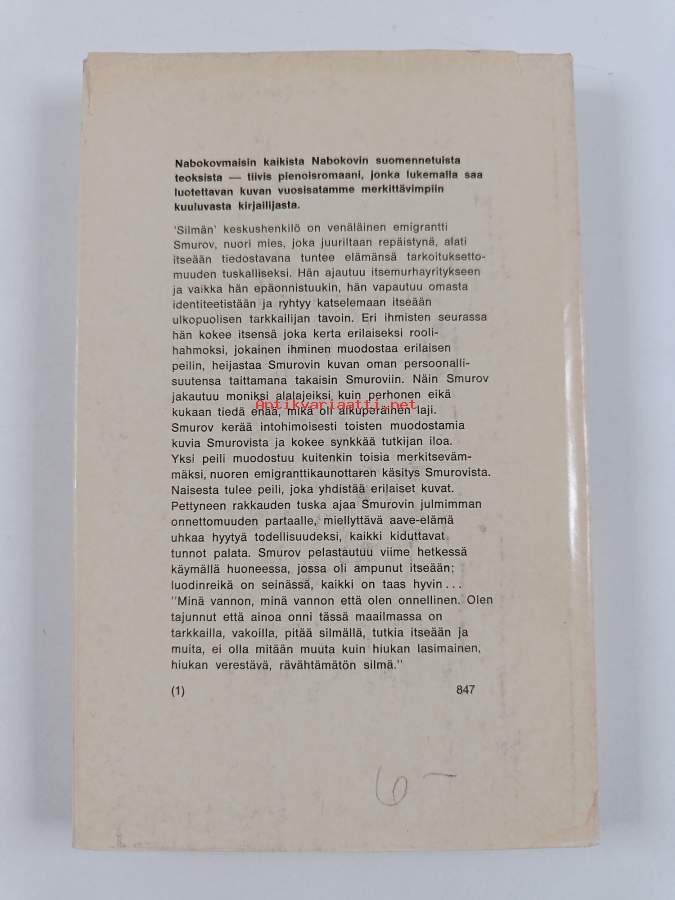 Nabokovmaisin kaikista Nabokovin suomennetuista
teoksista — tiivis pienoisromaani, jonka lukemalla saa
luotettavan kuvan vuosisatamme merkittävimpiin
kuuluvasta kirjailijasta.
'Silmän' keskushenkilö on venäläinen emigrantti
Smurov, nuori mies, joka juuriltaan repäistynä, alati
itseään tiedostavana tuntee elämänsä tarkoituksetto-
muuden tuskalliseksi. Hän ajautuu itsemurhayritykseen
ja vaikka hän epäonnistuukin, hän vapautuu omasta
identiteetistään ja ryhtyy katselemaan itseään
ulkopuolisen tarkkailijan tavoin. Eri ihmisten seurassa
hän kokee itsensä joka kerta erilaiseksi rooli-
hahmoksi, jokainen ihminen muodostaa erilaisen
peilin, heijastaa Smurovin kuvan oman persoonalli-
suutensa taittamana takaisin Smuroviin. Näin Smurov
jakautuu moniksi alalajeiksi, kuin perhonen eikä
Antikvariaatti.net
kukaan tiedä enää, mikä oli alkuperäinen laji.
Smurov kerää intohimoisesti toisten muodostamia
kuvia Smurovista ja kokee synkkää tutkijan iloa.
Yksi peili muodostuu kuitenkin toisia merkitseväm-
mäksi, nuoren emigranttikaunottaren käsitys Smurovista.
Naisesta tulee peili, joka yhdistää erilaiset kuvat.
Pettyneen rakkauden tuska ajaa Smurovin julmimman
onnettomuuden partaalle, miellyttävä aave-elämä
uhkaa hyytyä todellisuudeksi, kaikki kiduttavat
tunnot palata. Smurov pelastautuu viime hetkessä
käymällä huoneessa, jossa oli ampunut itseään;
luodinreikä on seinässä, kaikki on taas hyvin . . .
"Minä vannon, minä vannon että olen onnellinen. Olen
tajunnut että ainoa onni tässä maailmassa on
tarkkailla, vakoilla, pitää silmällä, tutkia itseään ja
muita, ei olla mitään muuta kuin hiukan lasimainen,
hiukan verestävä, rävähtämätön silmä."
(1) 847
6 —